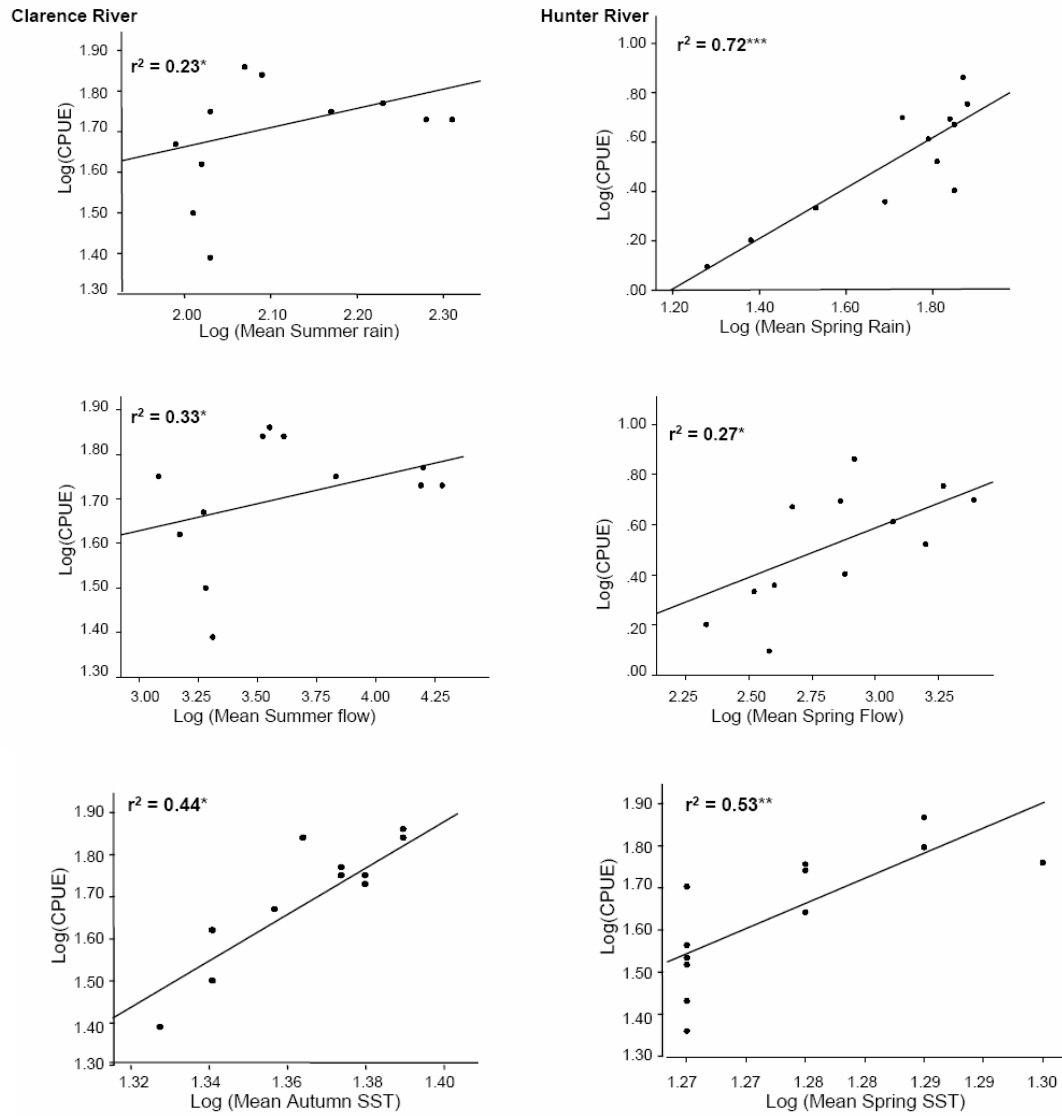 Clarence River
Hunter River
r² = 0.23*
Log(CPUE)
1.90
1.80
1.70
1.60
1.50
1.40
1.30
2.00 2.10 2.20 2.30
Log (Mean Summer rain)
r² = 0.72***
Log(CPUE)
1.00
.80
.60
.40
.20
.00
1.20 1.40 1.60 1.80
Log (Mean Spring Rain)
r² = 0.33*
Log(CPUE)
1.90
1.80
1.70
1.60
1.50
1.40
1.30
3.00 3.25 3.50 3.75 4.00 4.25
Log (Mean Summer flow)
r² = 0.27*
Log(CPUE)
1.00
.80
.60
.40
.20
.00
2.25 2.50 2.75 3.00 3.25
Log (Mean Spring Flow)
r² = 0.44*
Log(CPUE)
1.90
1.80
1.70
1.60
1.50
1.40
1.30
1.32 1.34 1.36 1.38 1.40
Log (Mean Autumn SST)
r² = 0.53**
Log(CPUE)
1.90
1.80
1.70
1.60
1.50
1.40
1.30
1.27 1.27 1.28 1.28 1.29 1.29 1.30
Log (Mean Spring SST)